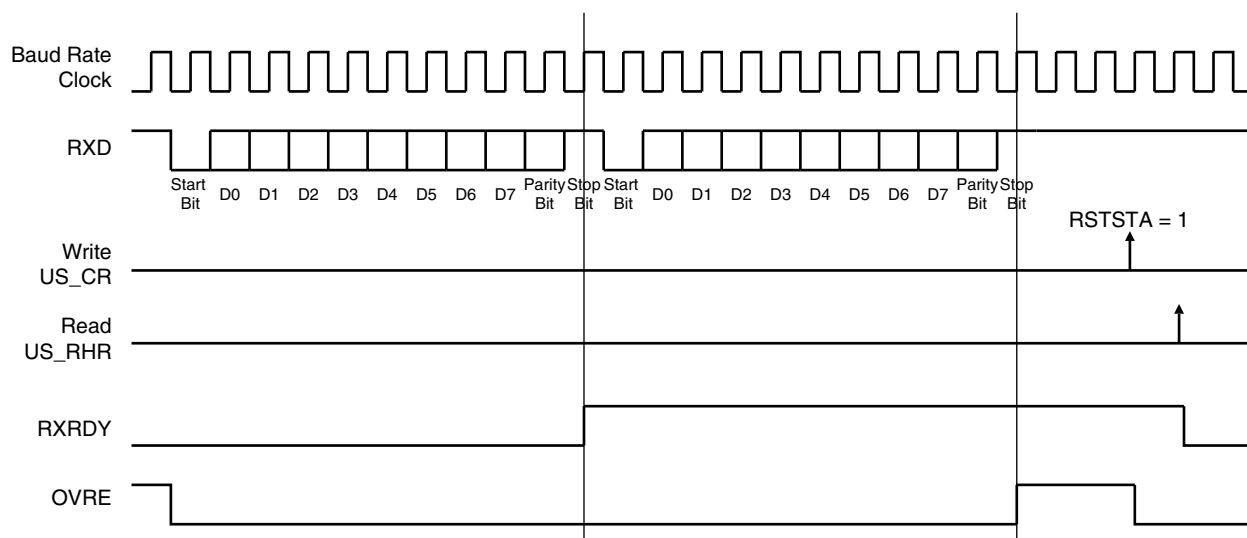 Baud Rate
Clock
RXD
Start
Bit
D0
D1
D2
D3
D4
D5
D6
D7
Parity
Bit
Stop
Bit
Start
Bit
D0
D1
D2
D3
D4
D5
D6
D7
Parity
Bit
Stop
Bit
RSTSTA = 1
Write
US_CR
Read
US_RHR
RXRDY
OVRE